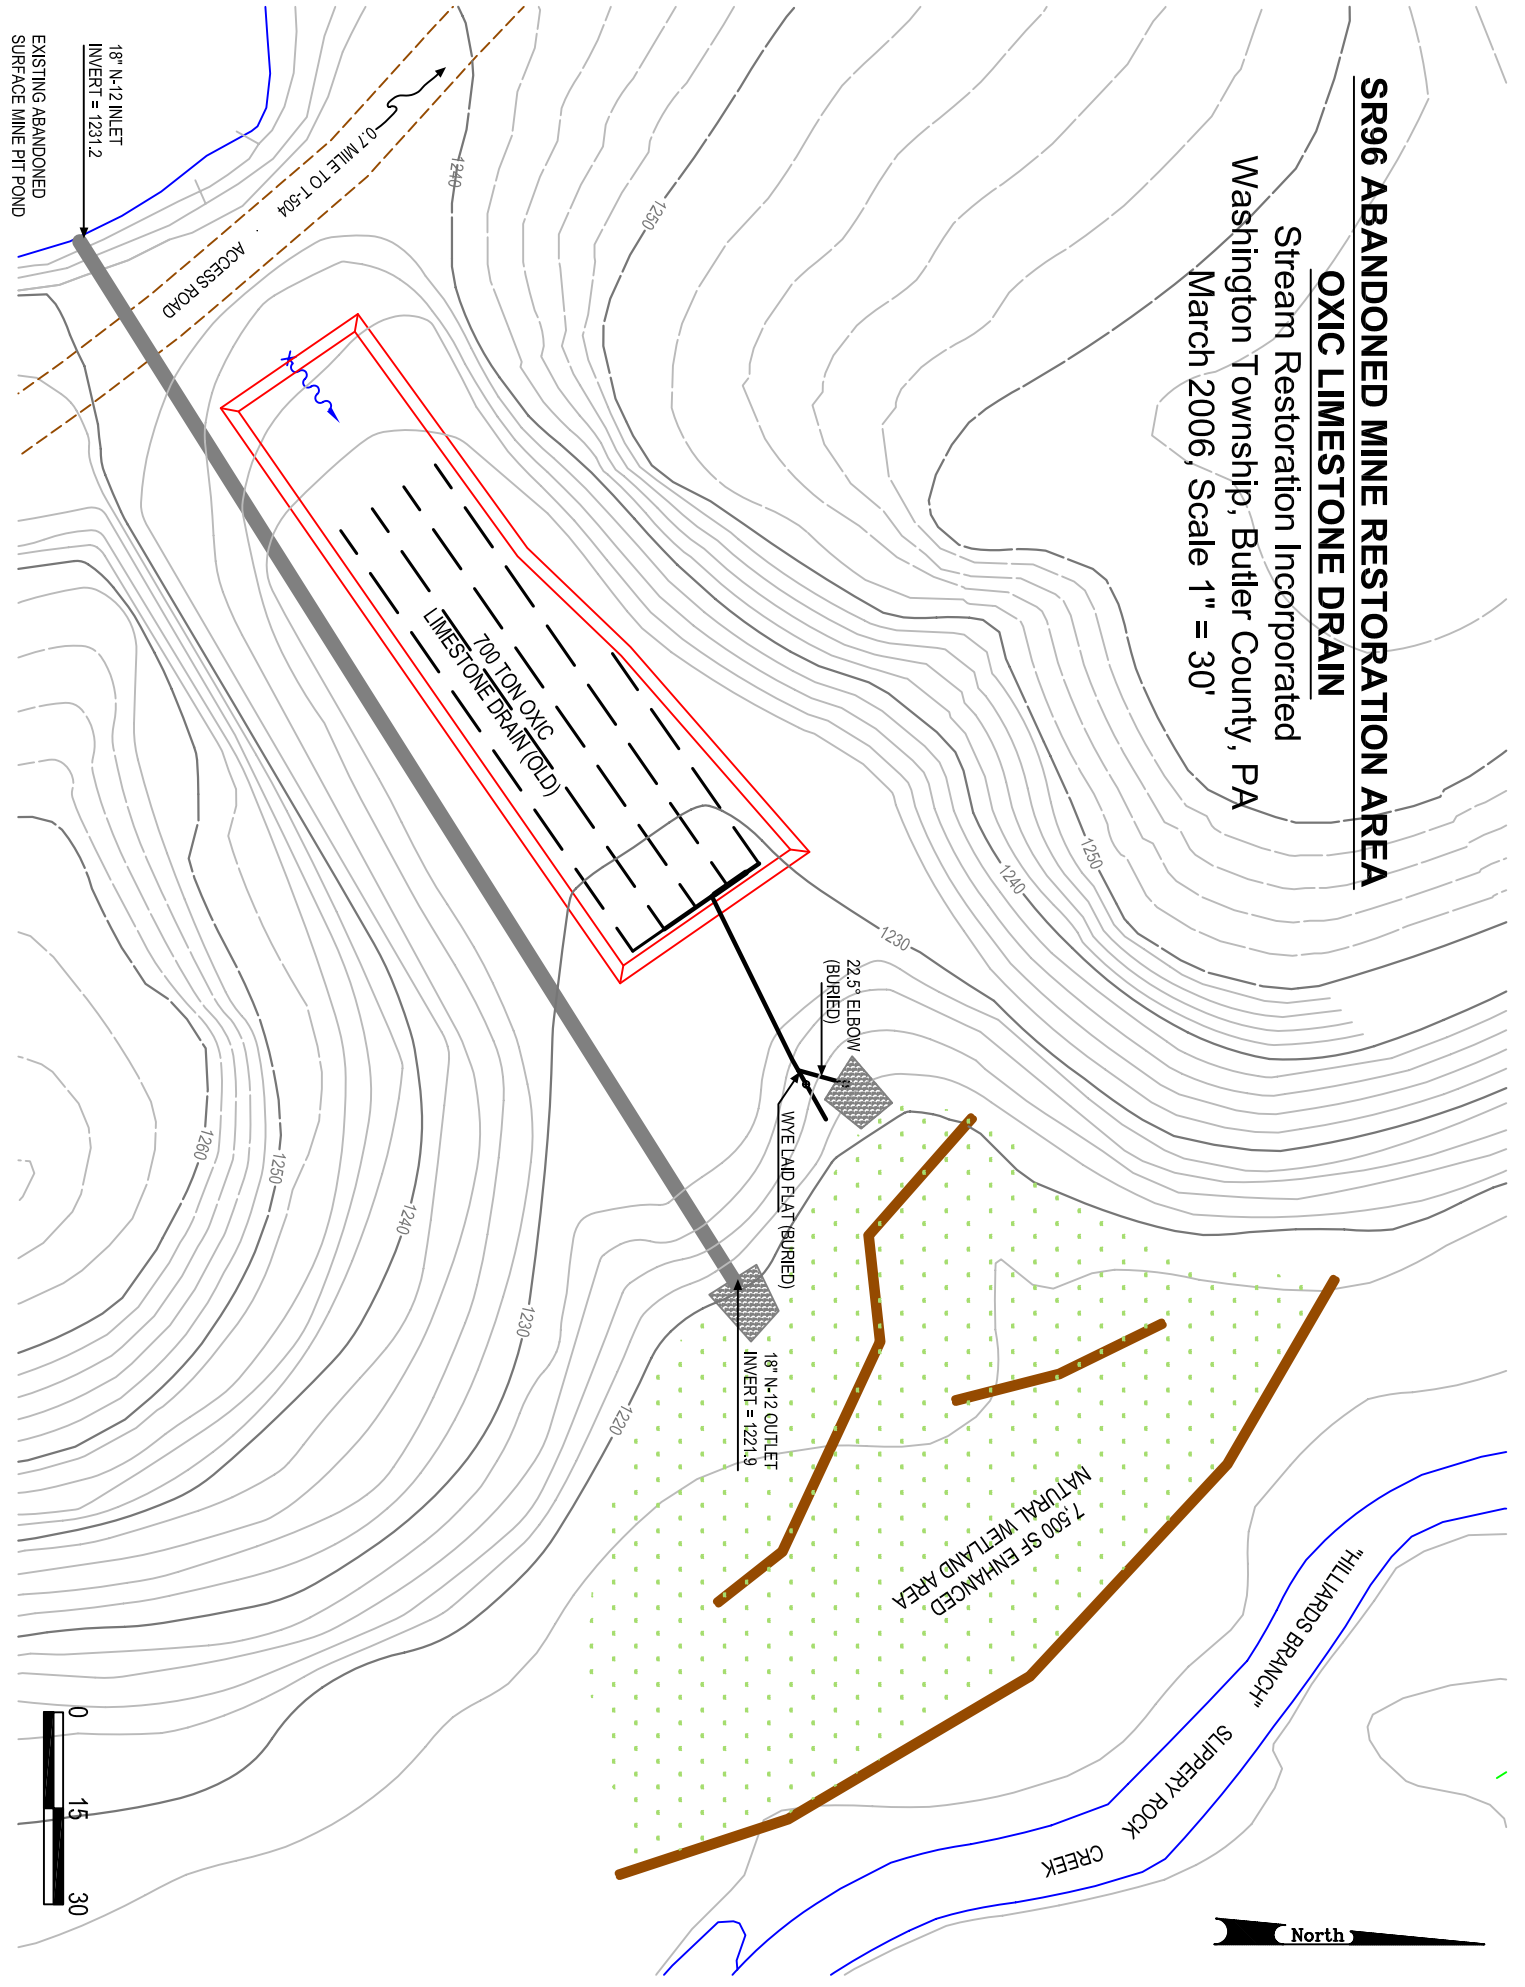 SR96 ABANDONED MINE RESTORATION AREA
OXIC LIMESTONE DRAIN
Stream Restoration Incorporated
Washington Township, Butler County, PA
March 2006, Scale 1" = 30'
18" N-12 INLET
INVERT = 1231.2
EXISTING ABANDONED
SURFACE MINE PIT POND
0.7 MILE TO T-504
ACCESS ROAD
1240
1250
700 TON OXIC
LIMESTONE DRAIN (OLD)
1250
1240
1230
22.5° ELBOW
(BURIED)
WYE LAID FLAT (BURIED)
1260
1250
1240
1230
1220
18" N-12 OUTLET
INVERT = 1221.9
7,500 SF ENHANCED
NATURAL WETLAND AREA
"HILLIARDS BRANCH"
SLIPPERY ROCK
CREEK
0 15 30
North